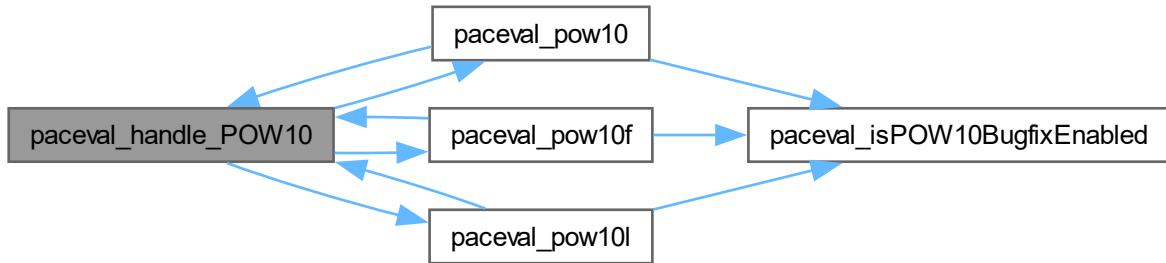 paceval_pow10
paceval_handle_POW10
paceval_pow10f
paceval_isPOW10BugfixEnabled
paceval_pow10l